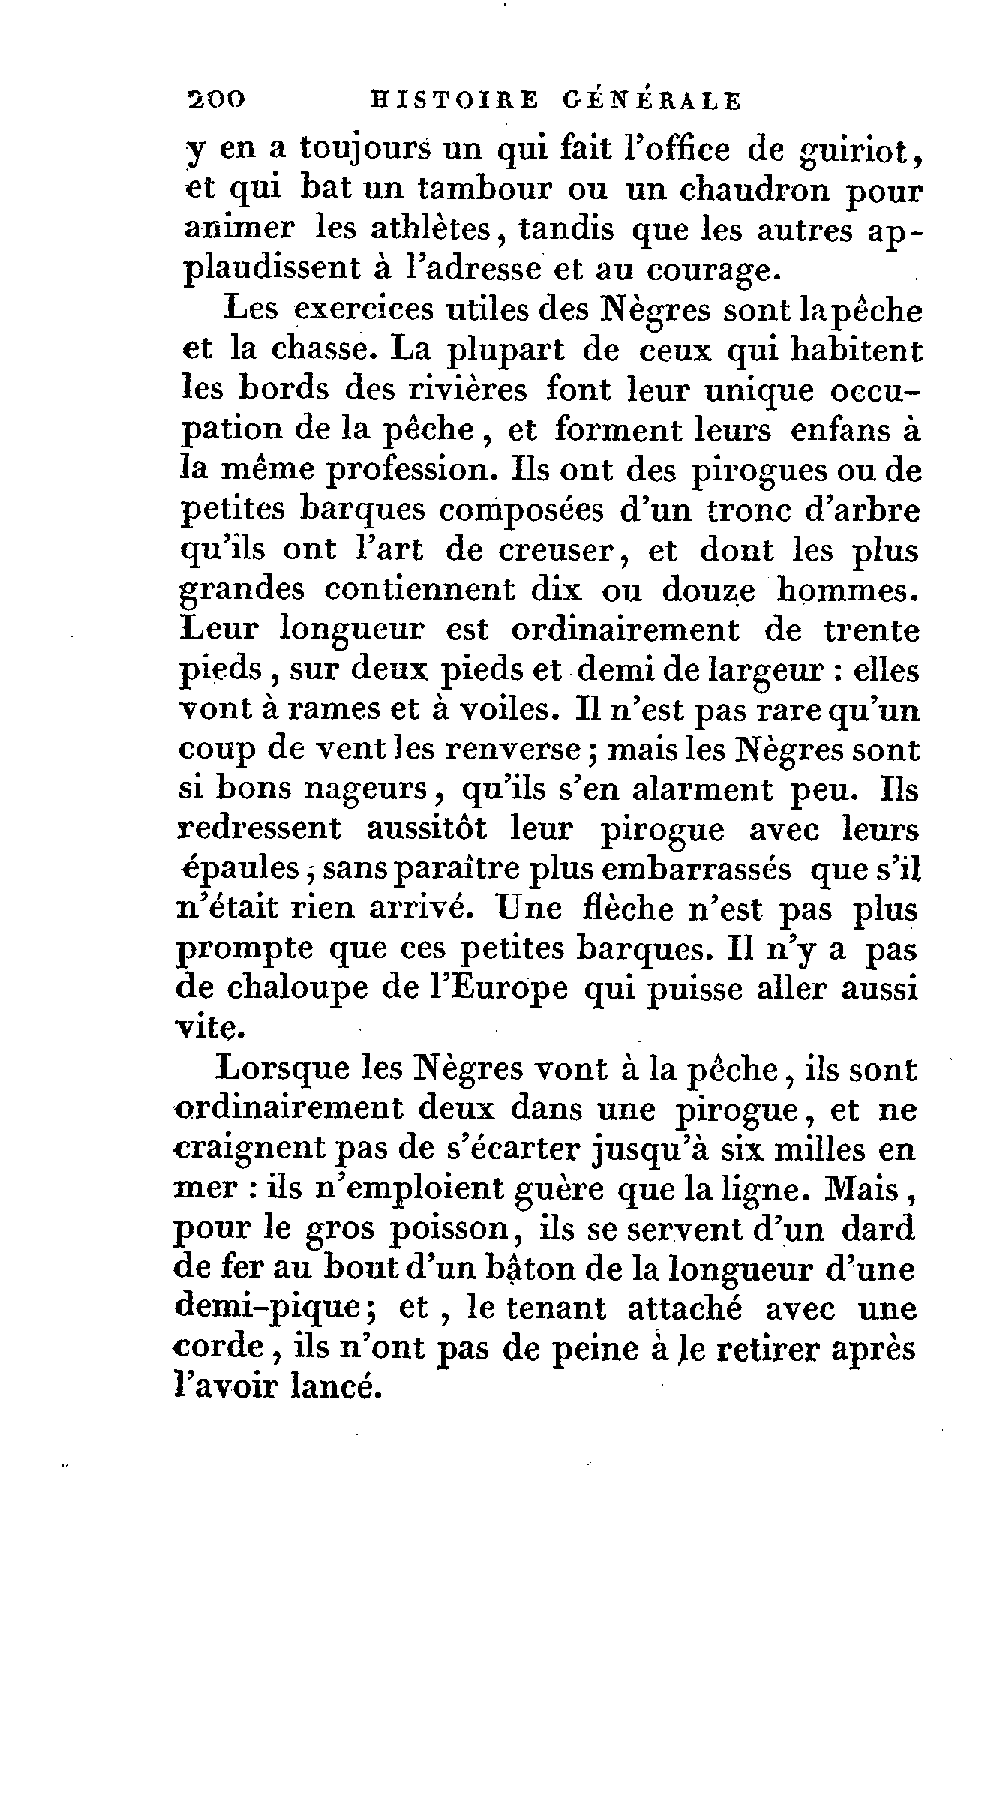 200 HISTOIRE GÉNÉRALE
y en a toujours un qui fait l'office de guiriot,
et qui bat un tambour ou un chaudron pour
animer les athlètes, tandis que les autres ap-
plaudissent à l'adresse et au courage.
Les exercices utiles des Nègres sont la pêche
et la chasse. La plupart de ceux qui habitent
les bords des rivières font leur unique occu-
pation de la pêche, et forment leurs enfans à
la même profession. Ils ont des pirogues ou de
petites barques composées d'un tronc d'arbre
qu'ils ont l'art de creuser, et dont les plus
grandes contiennent dix ou douze hommes.
Leur longueur est ordinairement de trente
pieds, sur deux pieds et demi de largeur : elles
vont à rames et à voiles. Il n'est pas rare qu'un
coup de vent les renverse ; mais les Nègres sont
si bons nageurs, qu'ils s'en alarment peu. Ils
redressent aussitôt leur pirogue avec leurs
épaules, sans paraître plus embarrassés que s'il
n'était rien arrivé. Une flèche n'est pas plus
prompte que ces petites barques. Il n'y a pas
de chaloupe de l'Europe qui puisse aller aussi
vite.
Lorsque les Nègres vont à la pêche, ils sont
ordinairement deux dans une pirogue, et ne
craignent pas de s'écarter jusqu'à six milles en
mer : ils n'emploient guère que la ligne. Mais,
pour le gros poisson, ils se servent d'un dard
de fer au bout d'un bâton de la longueur d'une
demi-pique ; et, le tenant attaché avec une
corde, ils n'ont pas de peine à le retirer après
l'avoir lancé.